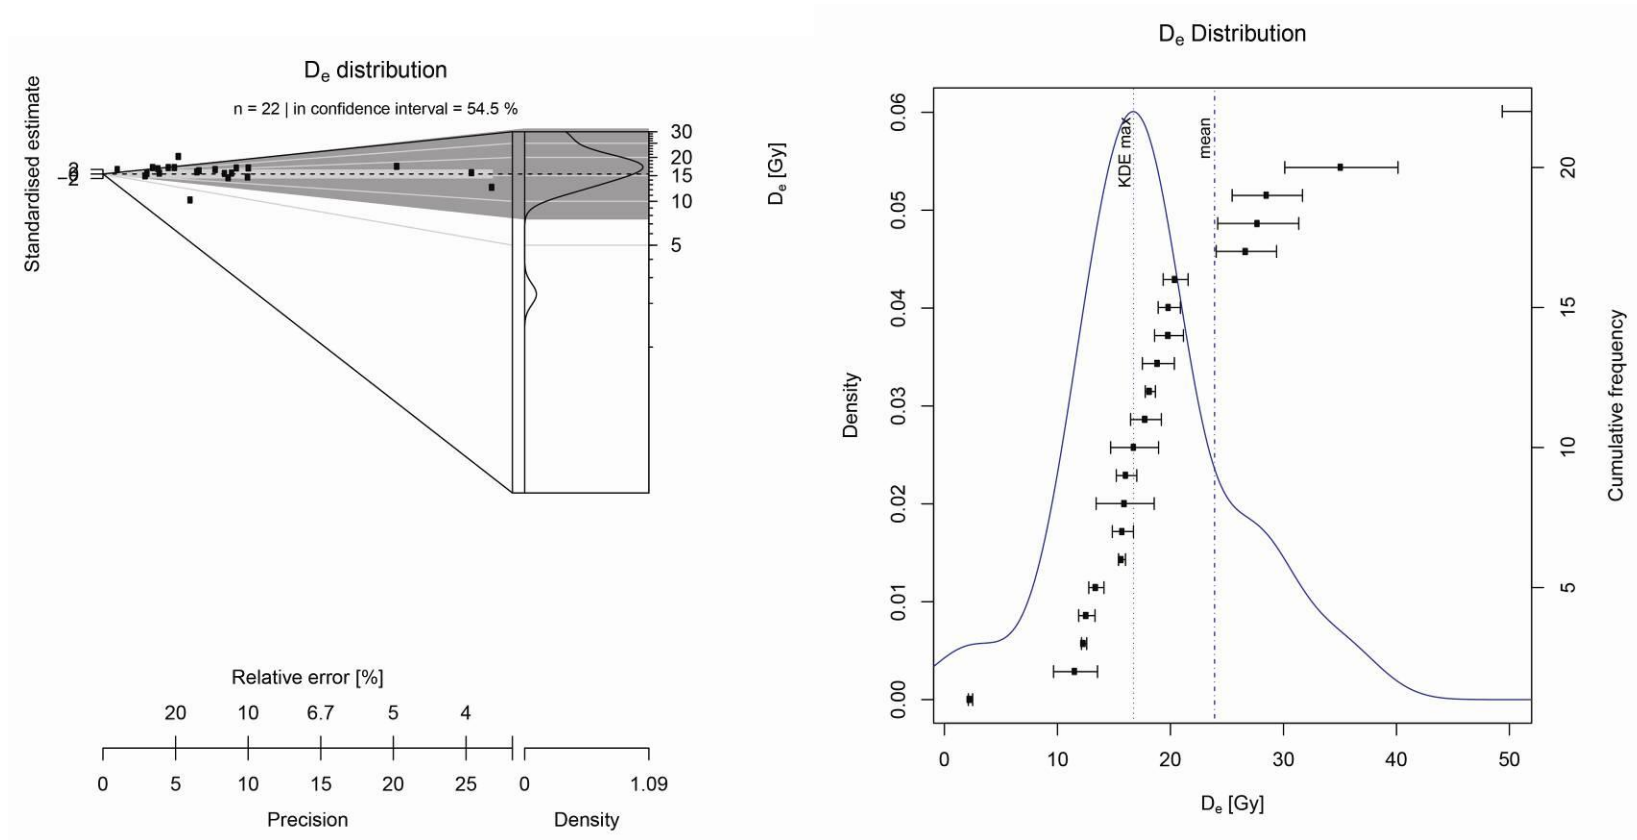 De distribution
n = 22 | in confidence interval = 54.5 %
Standardised estimate
2
0
−2
30
20
15
10
5
De [Gy]
Relative error [%]
20 10 6.7 5 4
0 5 10 15 20 25 0 1.09
Precision Density
De Distribution
KDE max
mean
Density
0.00 0.01 0.02 0.03 0.04 0.05 0.06
Cumulative frequency
5 10 15 20
0 10 20 30 40 50
De [Gy]